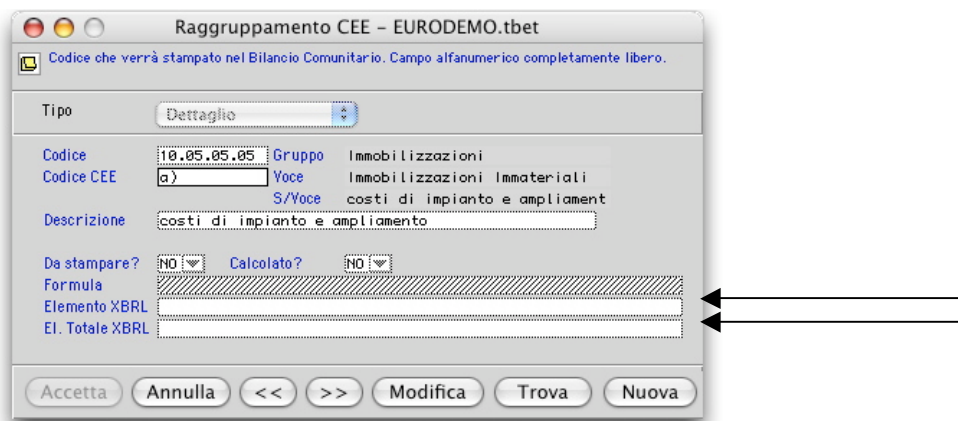 Raggruppamento CEE - EURODEMO.tbet
Codice che verrà stampato nel Bilancio Comunitario. Campo alfanumerico completamente libero.
Tipo Dettaglio
Codice 10.05.05.05 Gruppo Immobilizzazioni
Codice CEE a) Voce Immobilizzazioni Immateriali
S/Voce costi di impianto e ampliament
Descrizione costi di impianto e ampliamento
Da stampare? NO Calcolato? NO
Formula
Elemento XBRL
El. Totale XBRL
Accetta Annulla << >> Modifica Trova Nuova